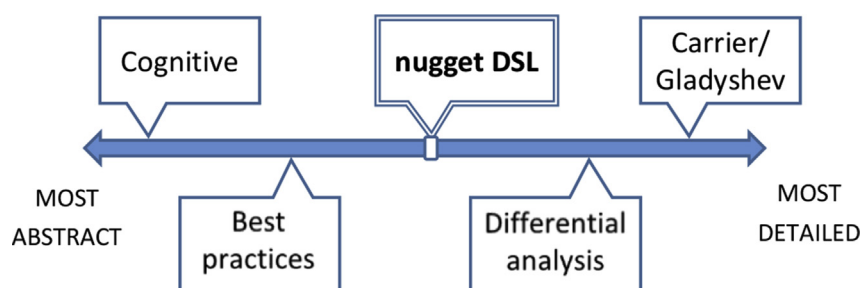 Cognitive
nugget DSL
Carrier/
Gladyshev
MOST
ABSTRACT
Best
practices
Differential
analysis
MOST
DETAILED